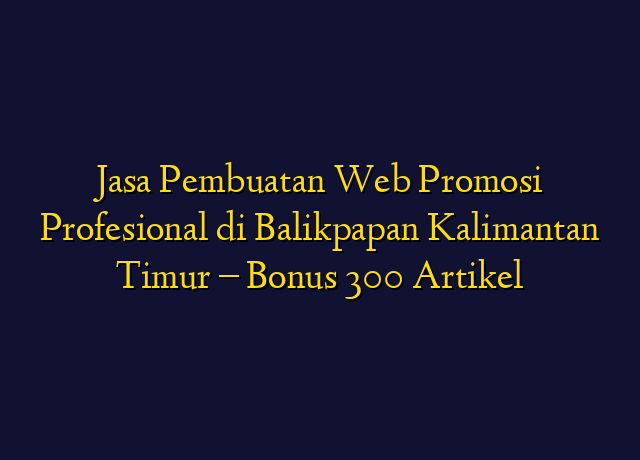 Jasa Pembuatan Web Promosi
Profesional di Balikpapan Kalimantan
Timur – Bonus 300 Artikel